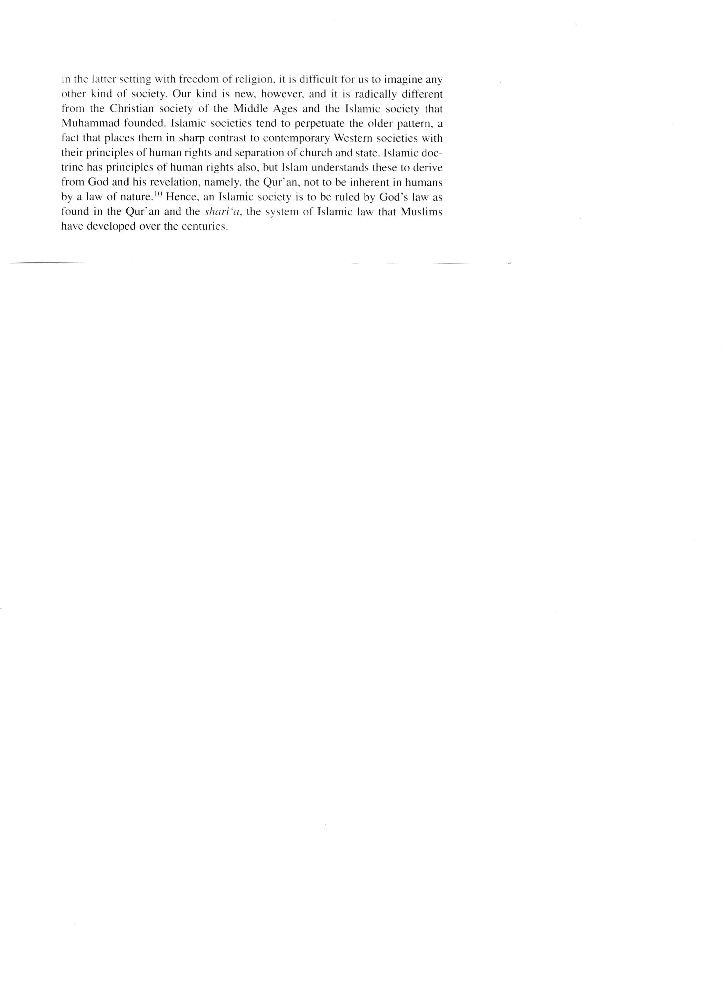 in the latter setting with freedom of religion, it is difficult for us to imagine any
other kind of society. Our kind is new, however, and it is radically different
from the Christian society of the Middle Ages and the Islamic society that
Muhammad founded. Islamic societies tend to perpetuate the older pattern, a
fact that places them in sharp contrast to contemporary Western societies with
their principles of human rights and separation of church and state. Islamic doc-
trine has principles of human rights also, but Islam understands these to derive
from God and his revelation, namely, the Qur’an, not to be inherent in humans
by a law of nature.¹⁰ Hence, an Islamic society is to be ruled by God’s law as
found in the Qur’an and the shari‘a, the system of Islamic law that Muslims
have developed over the centuries.